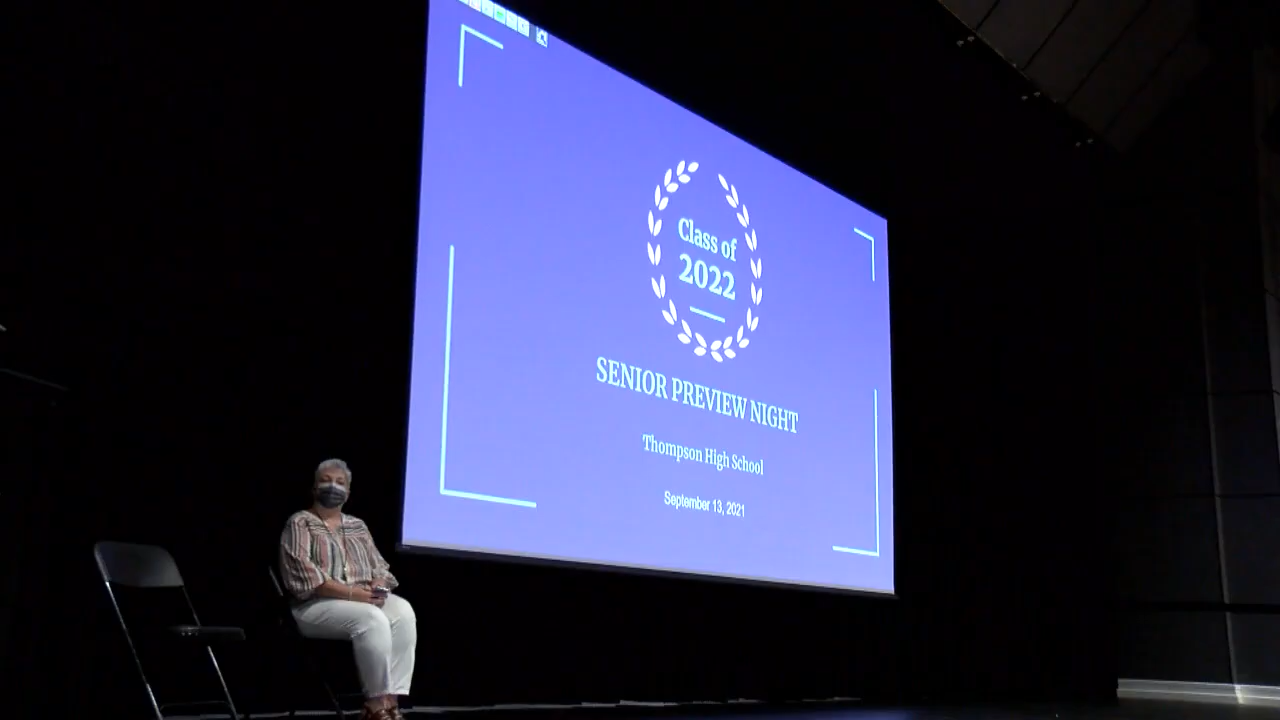 Class of
2022
SENIOR PREVIEW NIGHT
Thompson High School
September 13, 2021